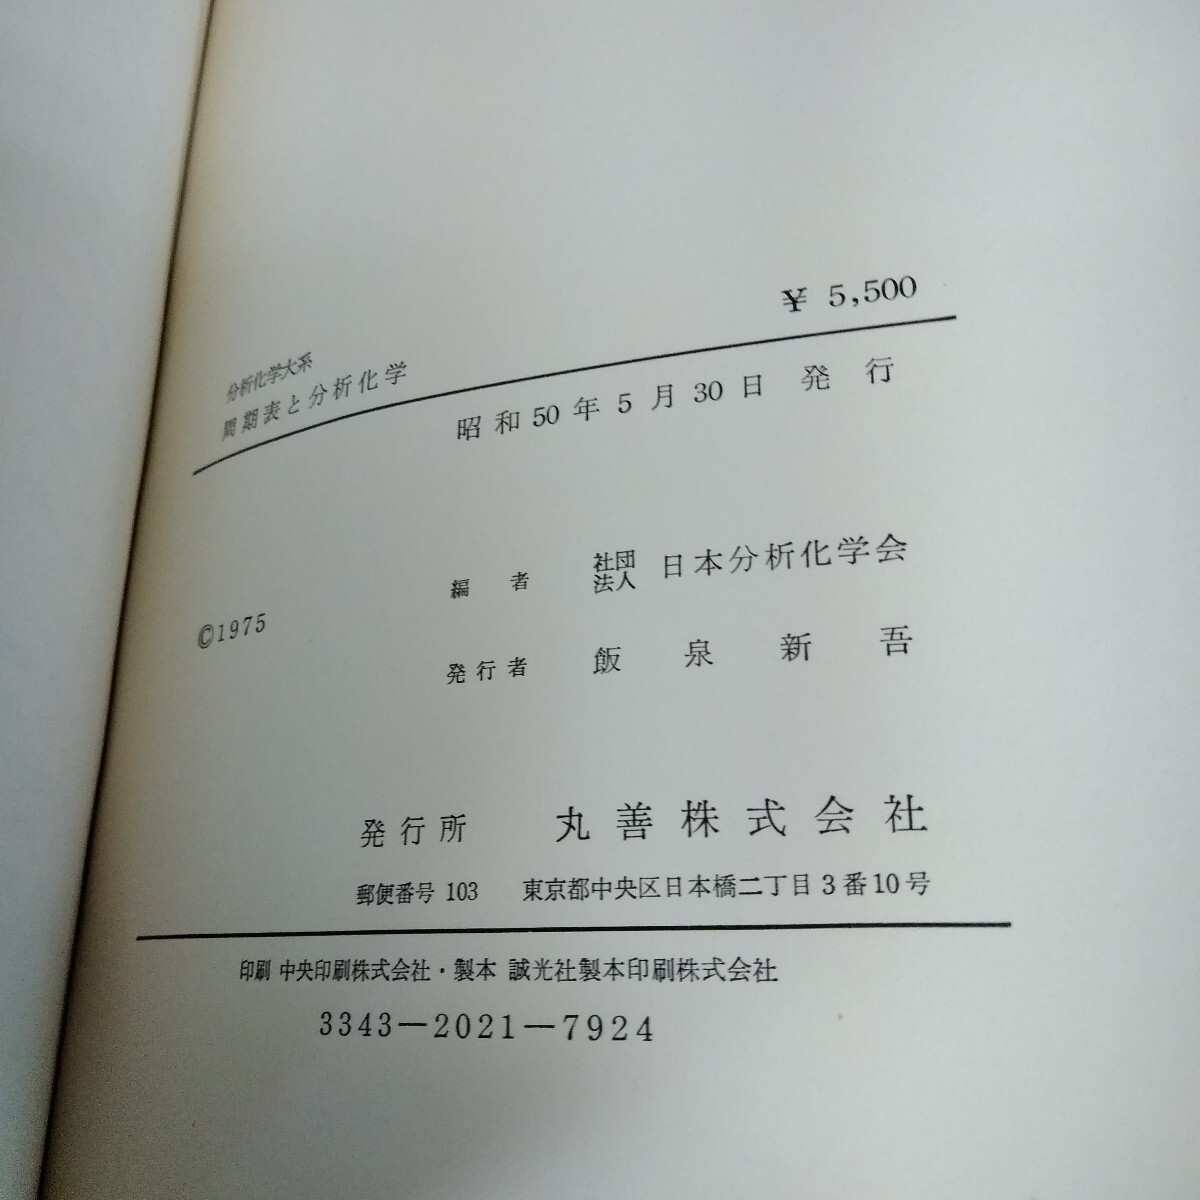 ¥ 5,500
分析化学大系
周期表と分析化学
昭和50年5月30日 発行
編者 社団法人 日本分析化学会
©1975
発行者 飯泉新吾
発行所 丸善株式会社
郵便番号 103 東京都中央区日本橋二丁目3番10号
印刷 中央印刷株式会社・製本 誠光社製本印刷株式会社
3343—2021—7924